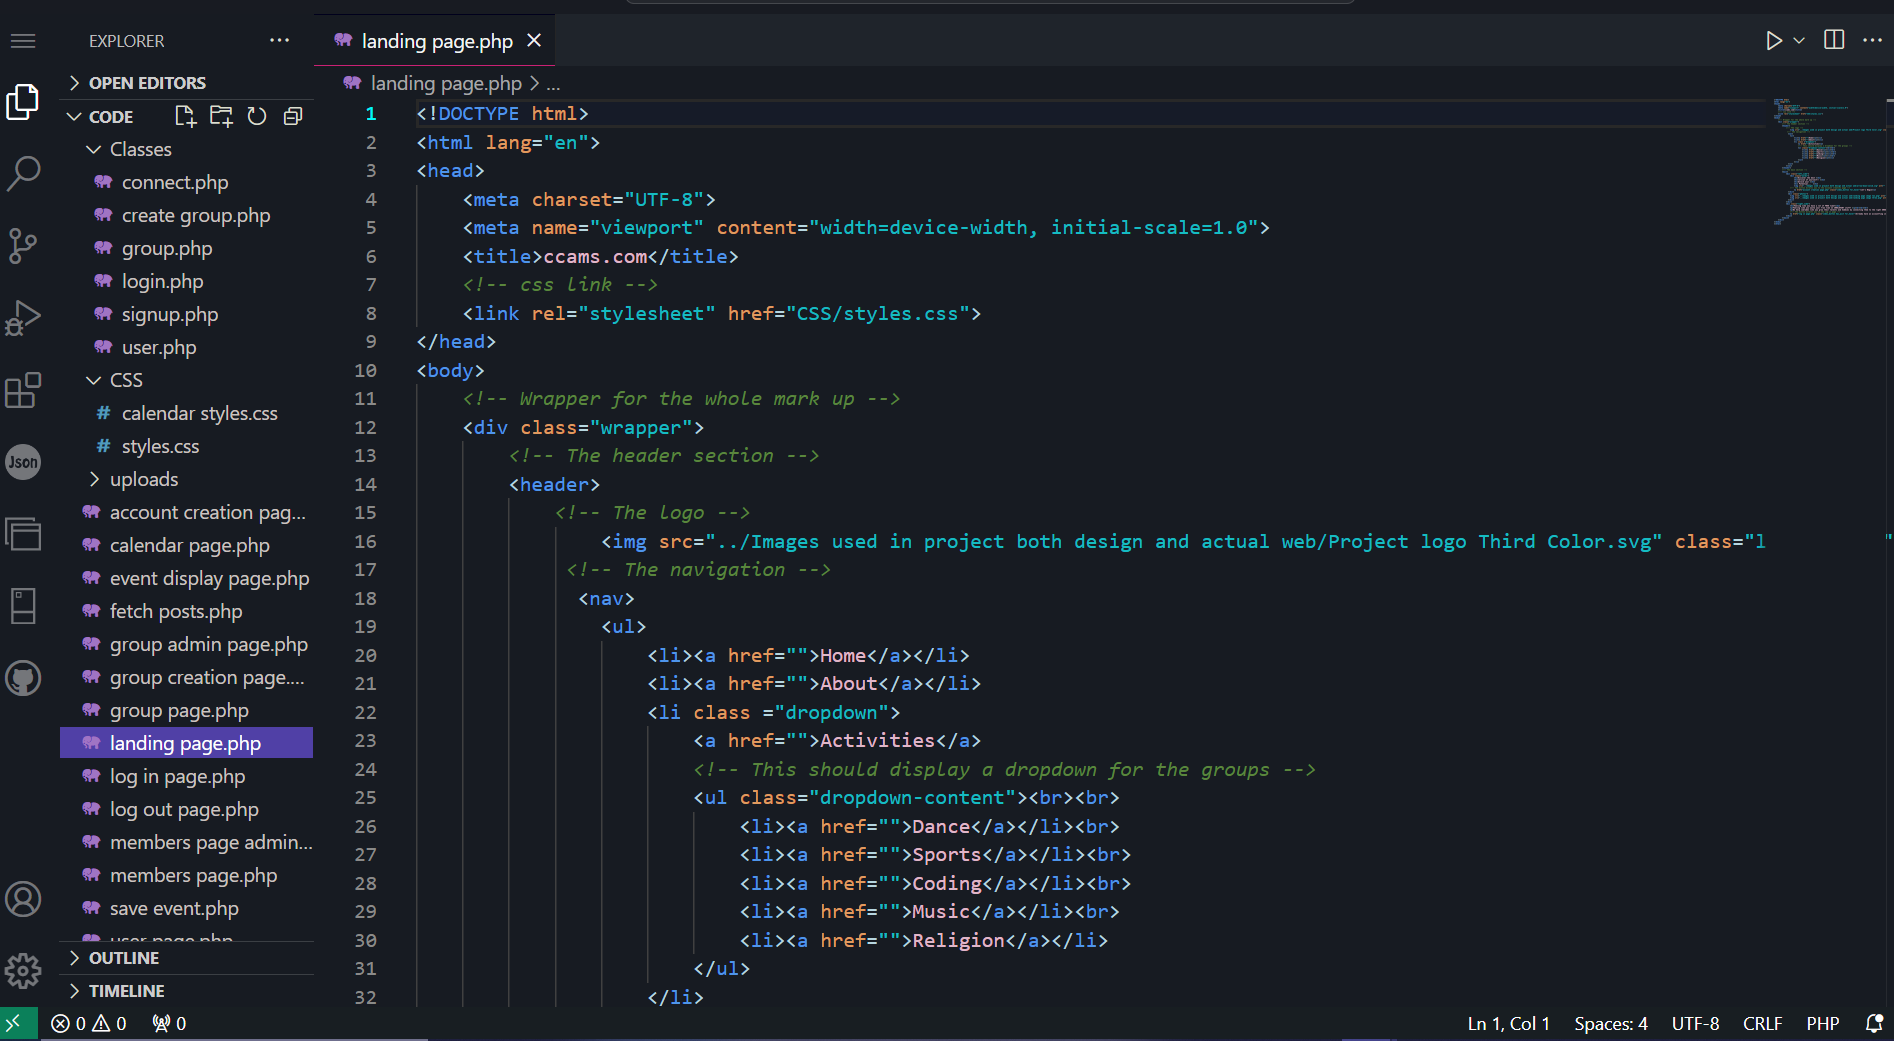 EXPLORER
OPEN EDITORS
CODE
Classes
connect.php
create group.php
group.php
login.php
signup.php
user.php
CSS
# calendar styles.css
# styles.css
uploads
account creation pag...
calendar page.php
event display page.php
fetch posts.php
group admin page.php
group creation page....
group page.php
landing page.php
log in page.php
log out page.php
members page admin...
members page.php
save event.php
user page.php
OUTLINE
TIMELINE
Json
landing page.php
landing page.php > ...
1 <!DOCTYPE html>
2 <html lang="en">
3 <head>
4 <meta charset="UTF-8">
5 <meta name="viewport" content="width=device-width, initial-scale=1.0">
6 <title>ccams.com</title>
7 <!-- css link -->
8 <link rel="stylesheet" href="CSS/styles.css">
9 </head>
10 <body>
11 <!-- Wrapper for the whole mark up -->
12 <div class="wrapper">
13 <!-- The header section -->
14 <header>
15 <!-- The logo -->
16 <img src="../Images used in project both design and actual web/Project logo Third Color.svg" class="l "
17 <!-- The navigation -->
18 <nav>
19 <ul>
20 <li><a href="">Home</a></li>
21 <li><a href="">About</a></li>
22 <li class ="dropdown">
23 <a href="">Activities</a>
24 <!-- This should display a dropdown for the groups -->
25 <ul class="dropdown-content"><br><br>
26 <li><a href="">Dance</a></li><br>
27 <li><a href="">Sports</a></li><br>
28 <li><a href="">Coding</a></li><br>
29 <li><a href="">Music</a></li><br>
30 <li><a href="">Religion</a></li>
31 </ul>
32 </li>
0 0 0
Ln 1, Col 1 Spaces: 4 UTF-8 CRLF PHP